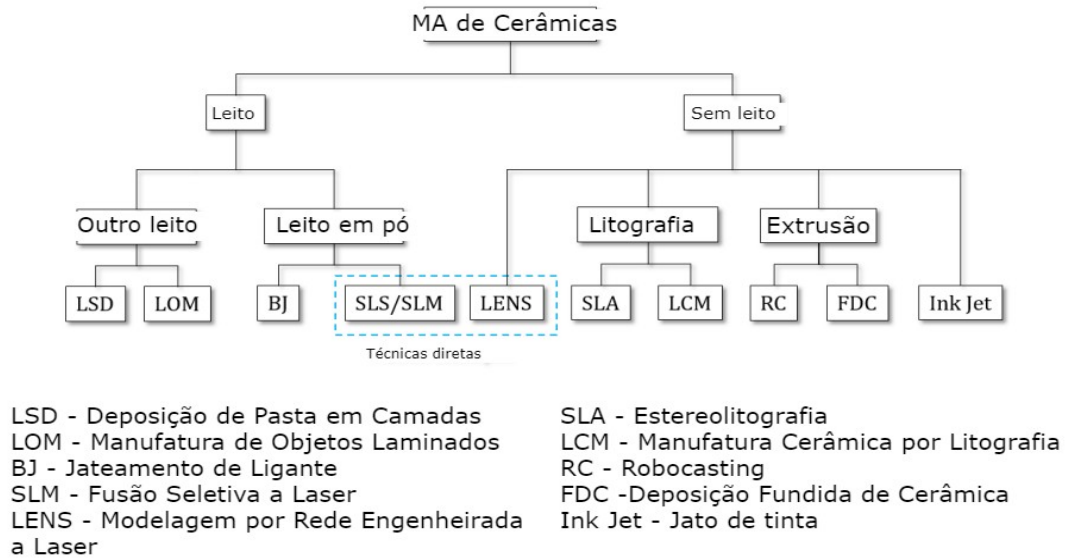 MA de Cerâmicas
Leito
Sem leito
Outro leito
Leito em pó
Litografia
Extrusão
LSD
LOM
BJ
SLS/SLM
LENS
SLA
LCM
RC
FDC
Ink Jet
Técnicas diretas
LSD - Deposição de Pasta em Camadas
LOM - Manufatura de Objetos Laminados
BJ - Jateamento de Ligante
SLM - Fusão Seletiva a Laser
LENS - Modelagem por Rede Engenheirada
a Laser
SLA - Estereolitografia
LCM - Manufatura Cerâmica por Litografia
RC - Robocasting
FDC -Deposição Fundida de Cerâmica
Ink Jet - Jato de tinta